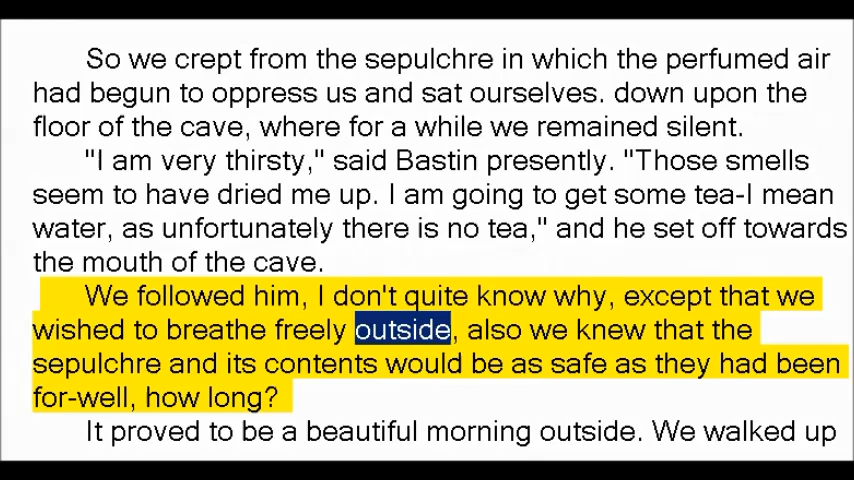 So we crept from the sepulchre in which the perfumed air
had begun to oppress us and sat ourselves. down upon the
floor of the cave, where for a while we remained silent.
"I am very thirsty," said Bastin presently. "Those smells
seem to have dried me up. I am going to get some tea-I mean
water, as unfortunately there is no tea," and he set off towards
the mouth of the cave.
We followed him, I don't quite know why, except that we
wished to breathe freely outside, also we knew that the
sepulchre and its contents would be as safe as they had been
for-well, how long?
It proved to be a beautiful morning outside. We walked up